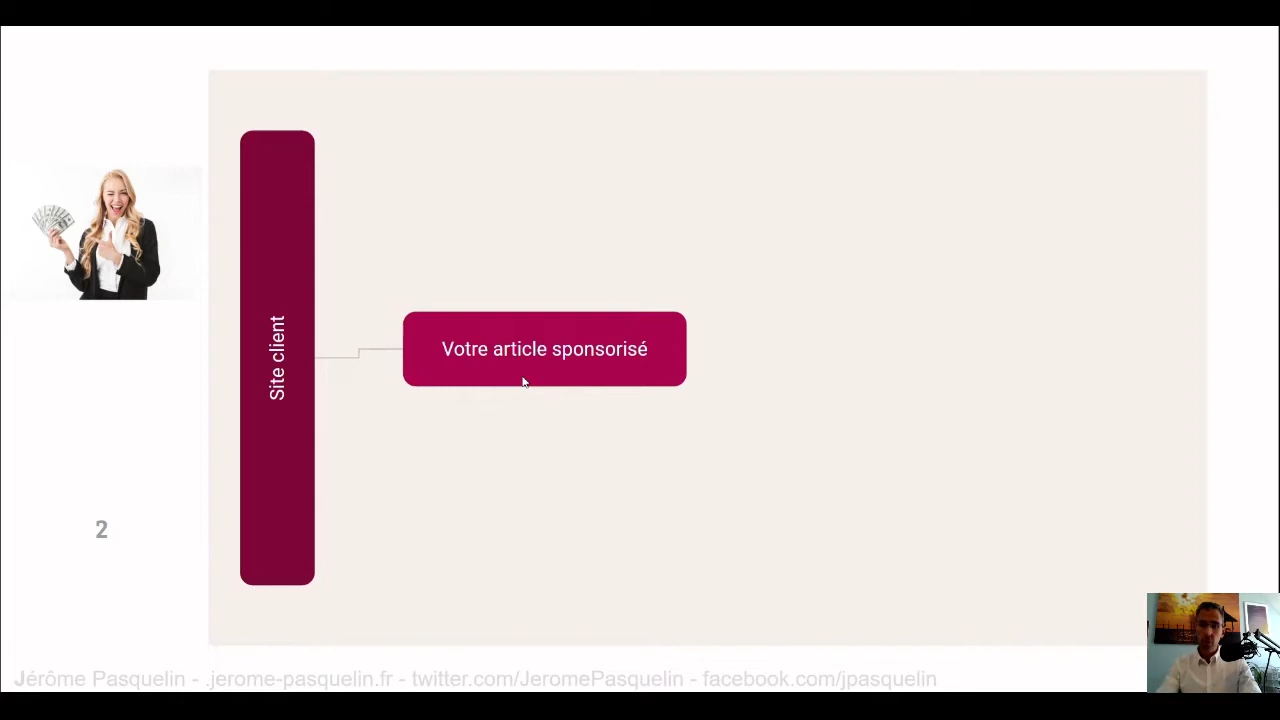 Site client
Votre article sponsorisé
2
Jérôme Pasquelin - .jerome-pasquelin.fr - twitter.com/JeromePasquelin - facebook.com/jpasquelin